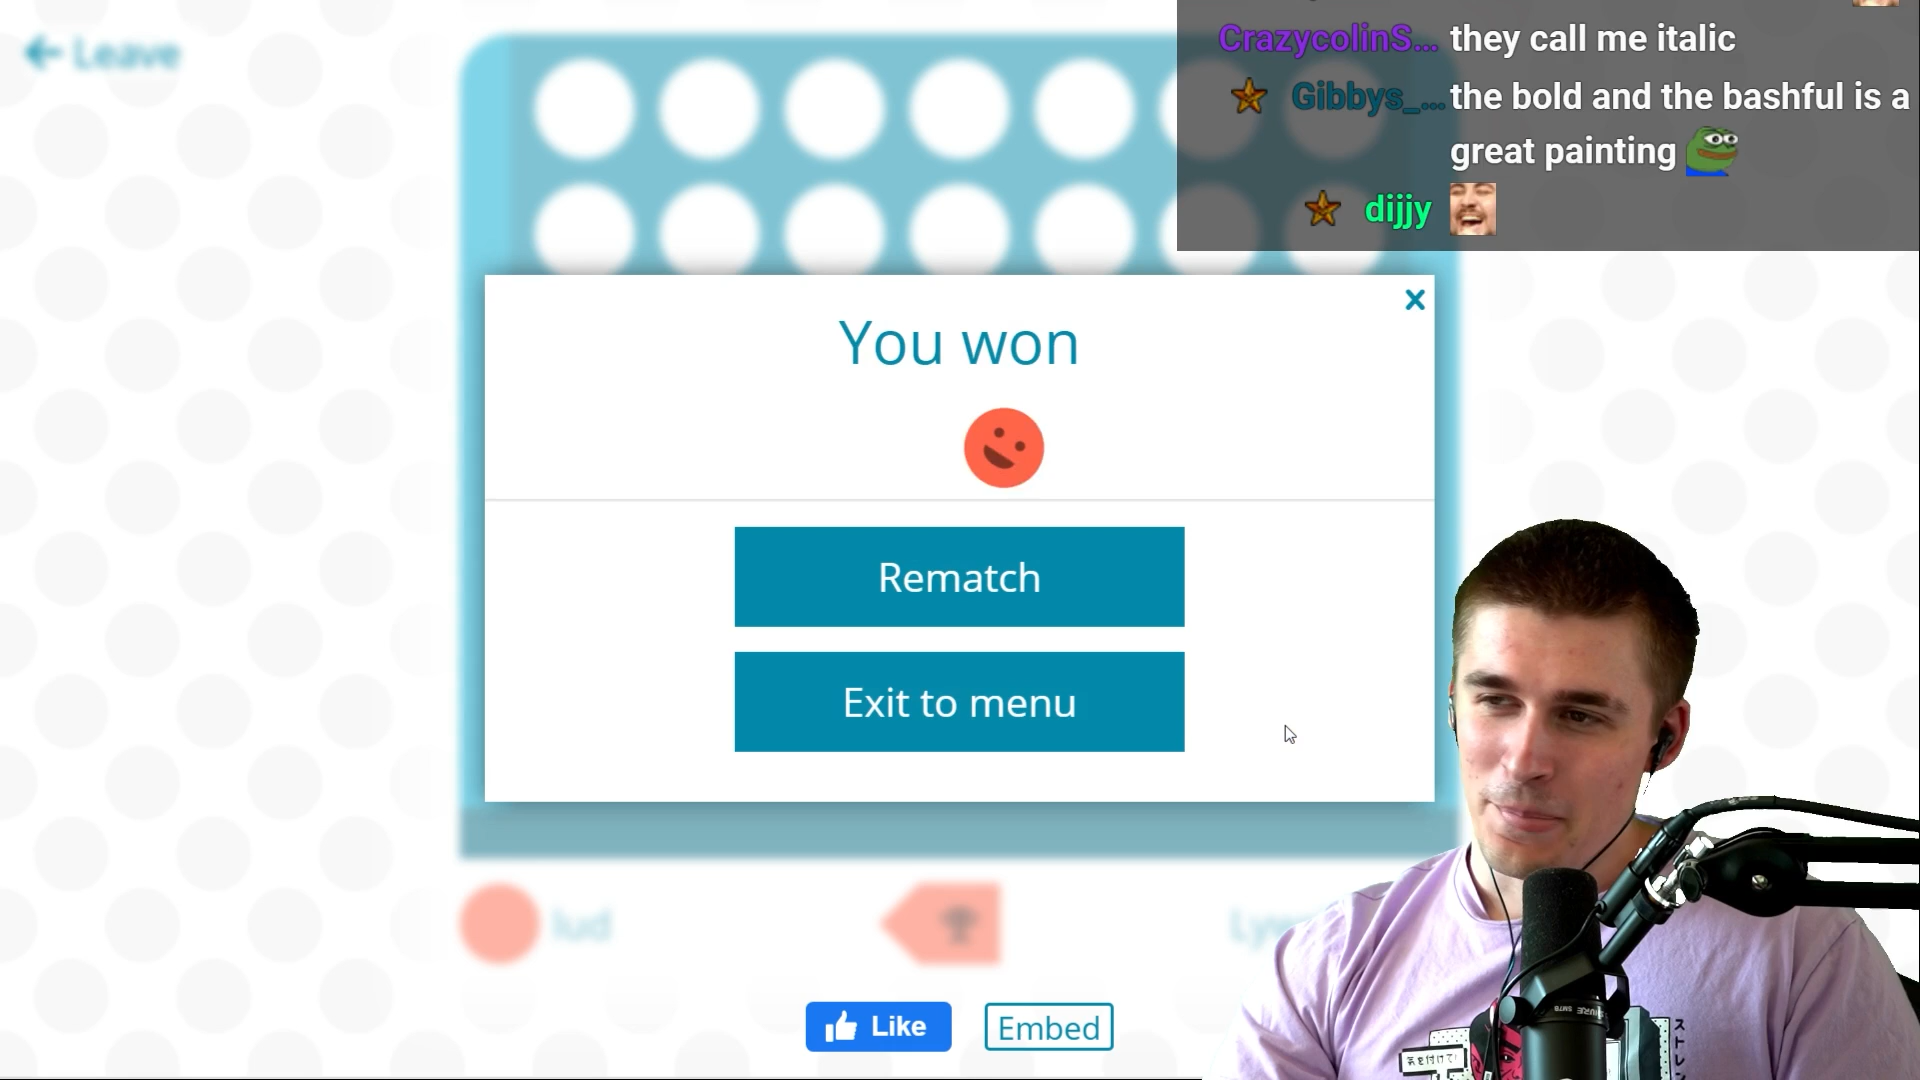 Leave
CrazycolinS... they call me italic
Gibbys_... the bold and the bashful is a
great painting
dijjy
You won
Rematch
Exit to menu
lud
Like
Embed